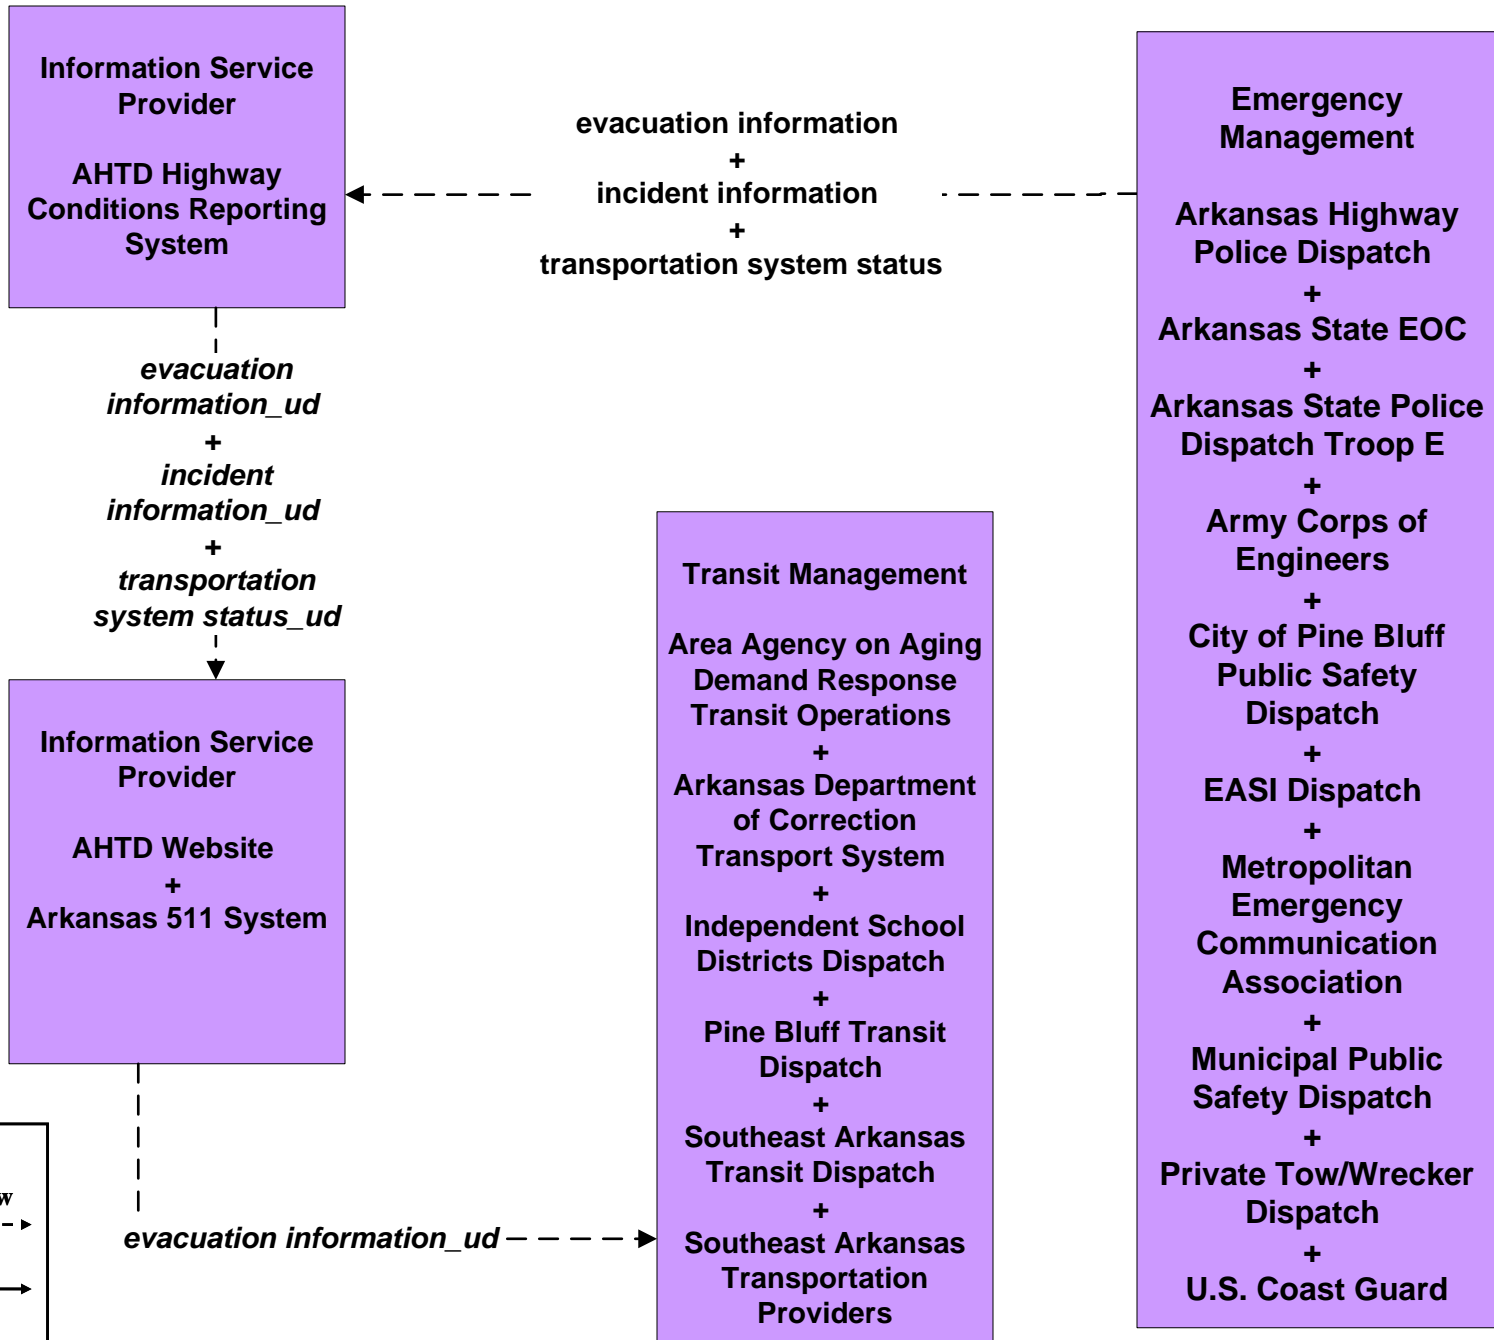 Information Service
Provider
AHTD Highway
Conditions Reporting
System
evacuation information
+
incident information
+
transportation system status
Emergency
Management
Arkansas Highway
Police Dispatch
+
Arkansas State EOC
+
Arkansas State Police
Dispatch Troop E
+
Army Corps of
Engineers
+
City of Pine Bluff
Public Safety
Dispatch
+
EASI Dispatch
+
Metropolitan
Emergency
Communication
Association
+
Municipal Public
Safety Dispatch
+
Private Tow/Wrecker
Dispatch
+
U.S. Coast Guard
evacuation
information_ud
+
incident
information_ud
+
transportation
system status_ud
Information Service
Provider
AHTD Website
+
Arkansas 511 System
Transit Management
Area Agency on Aging
Demand Response
Transit Operations
+
Arkansas Department
of Correction
Transport System
+
Independent School
Districts Dispatch
+
Pine Bluff Transit
Dispatch
+
Southeast Arkansas
Transit Dispatch
+
Southeast Arkansas
Transportation
Providers
evacuation information_ud